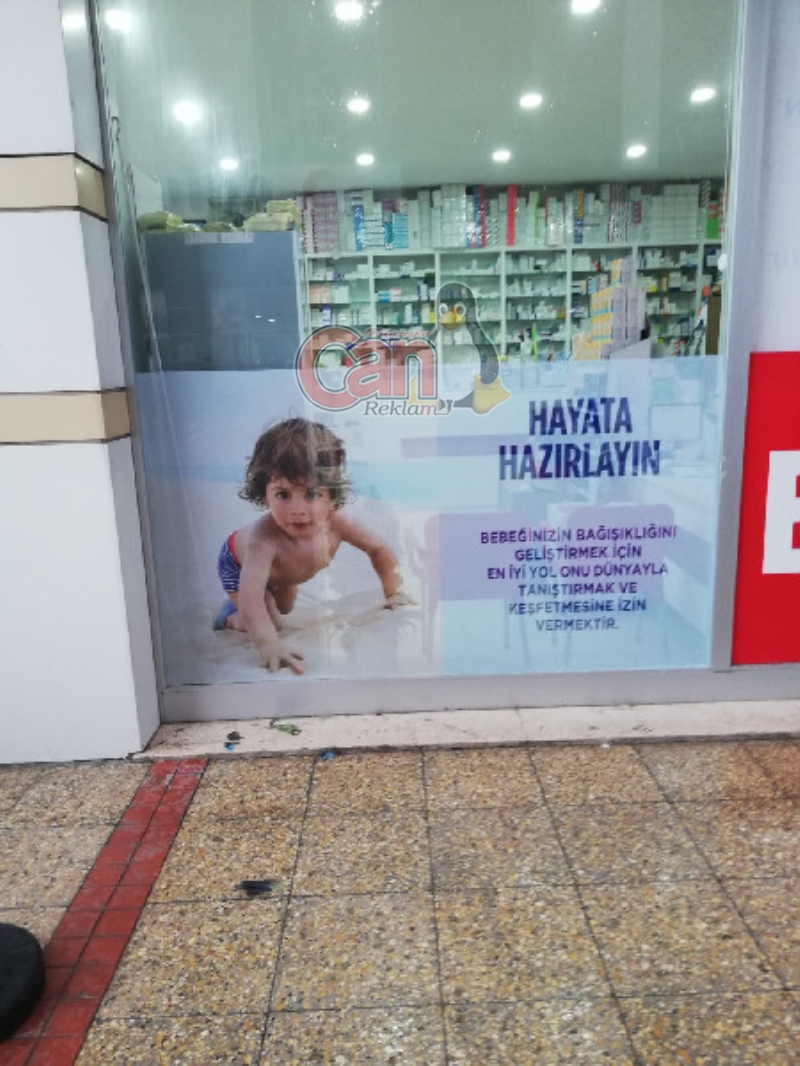 Can
Reklam
HAYATA
HAZIRLAYIN
BEBEĞİNİZİN BAĞIŞIKLIĞINI
GELİŞTİRMEK İÇİN
EN İYİ YOL ONU DÜNYAYLA
TANIŞTIRMAK VE
KEŞFETMESİNE İZİN
VERMEKTİR.